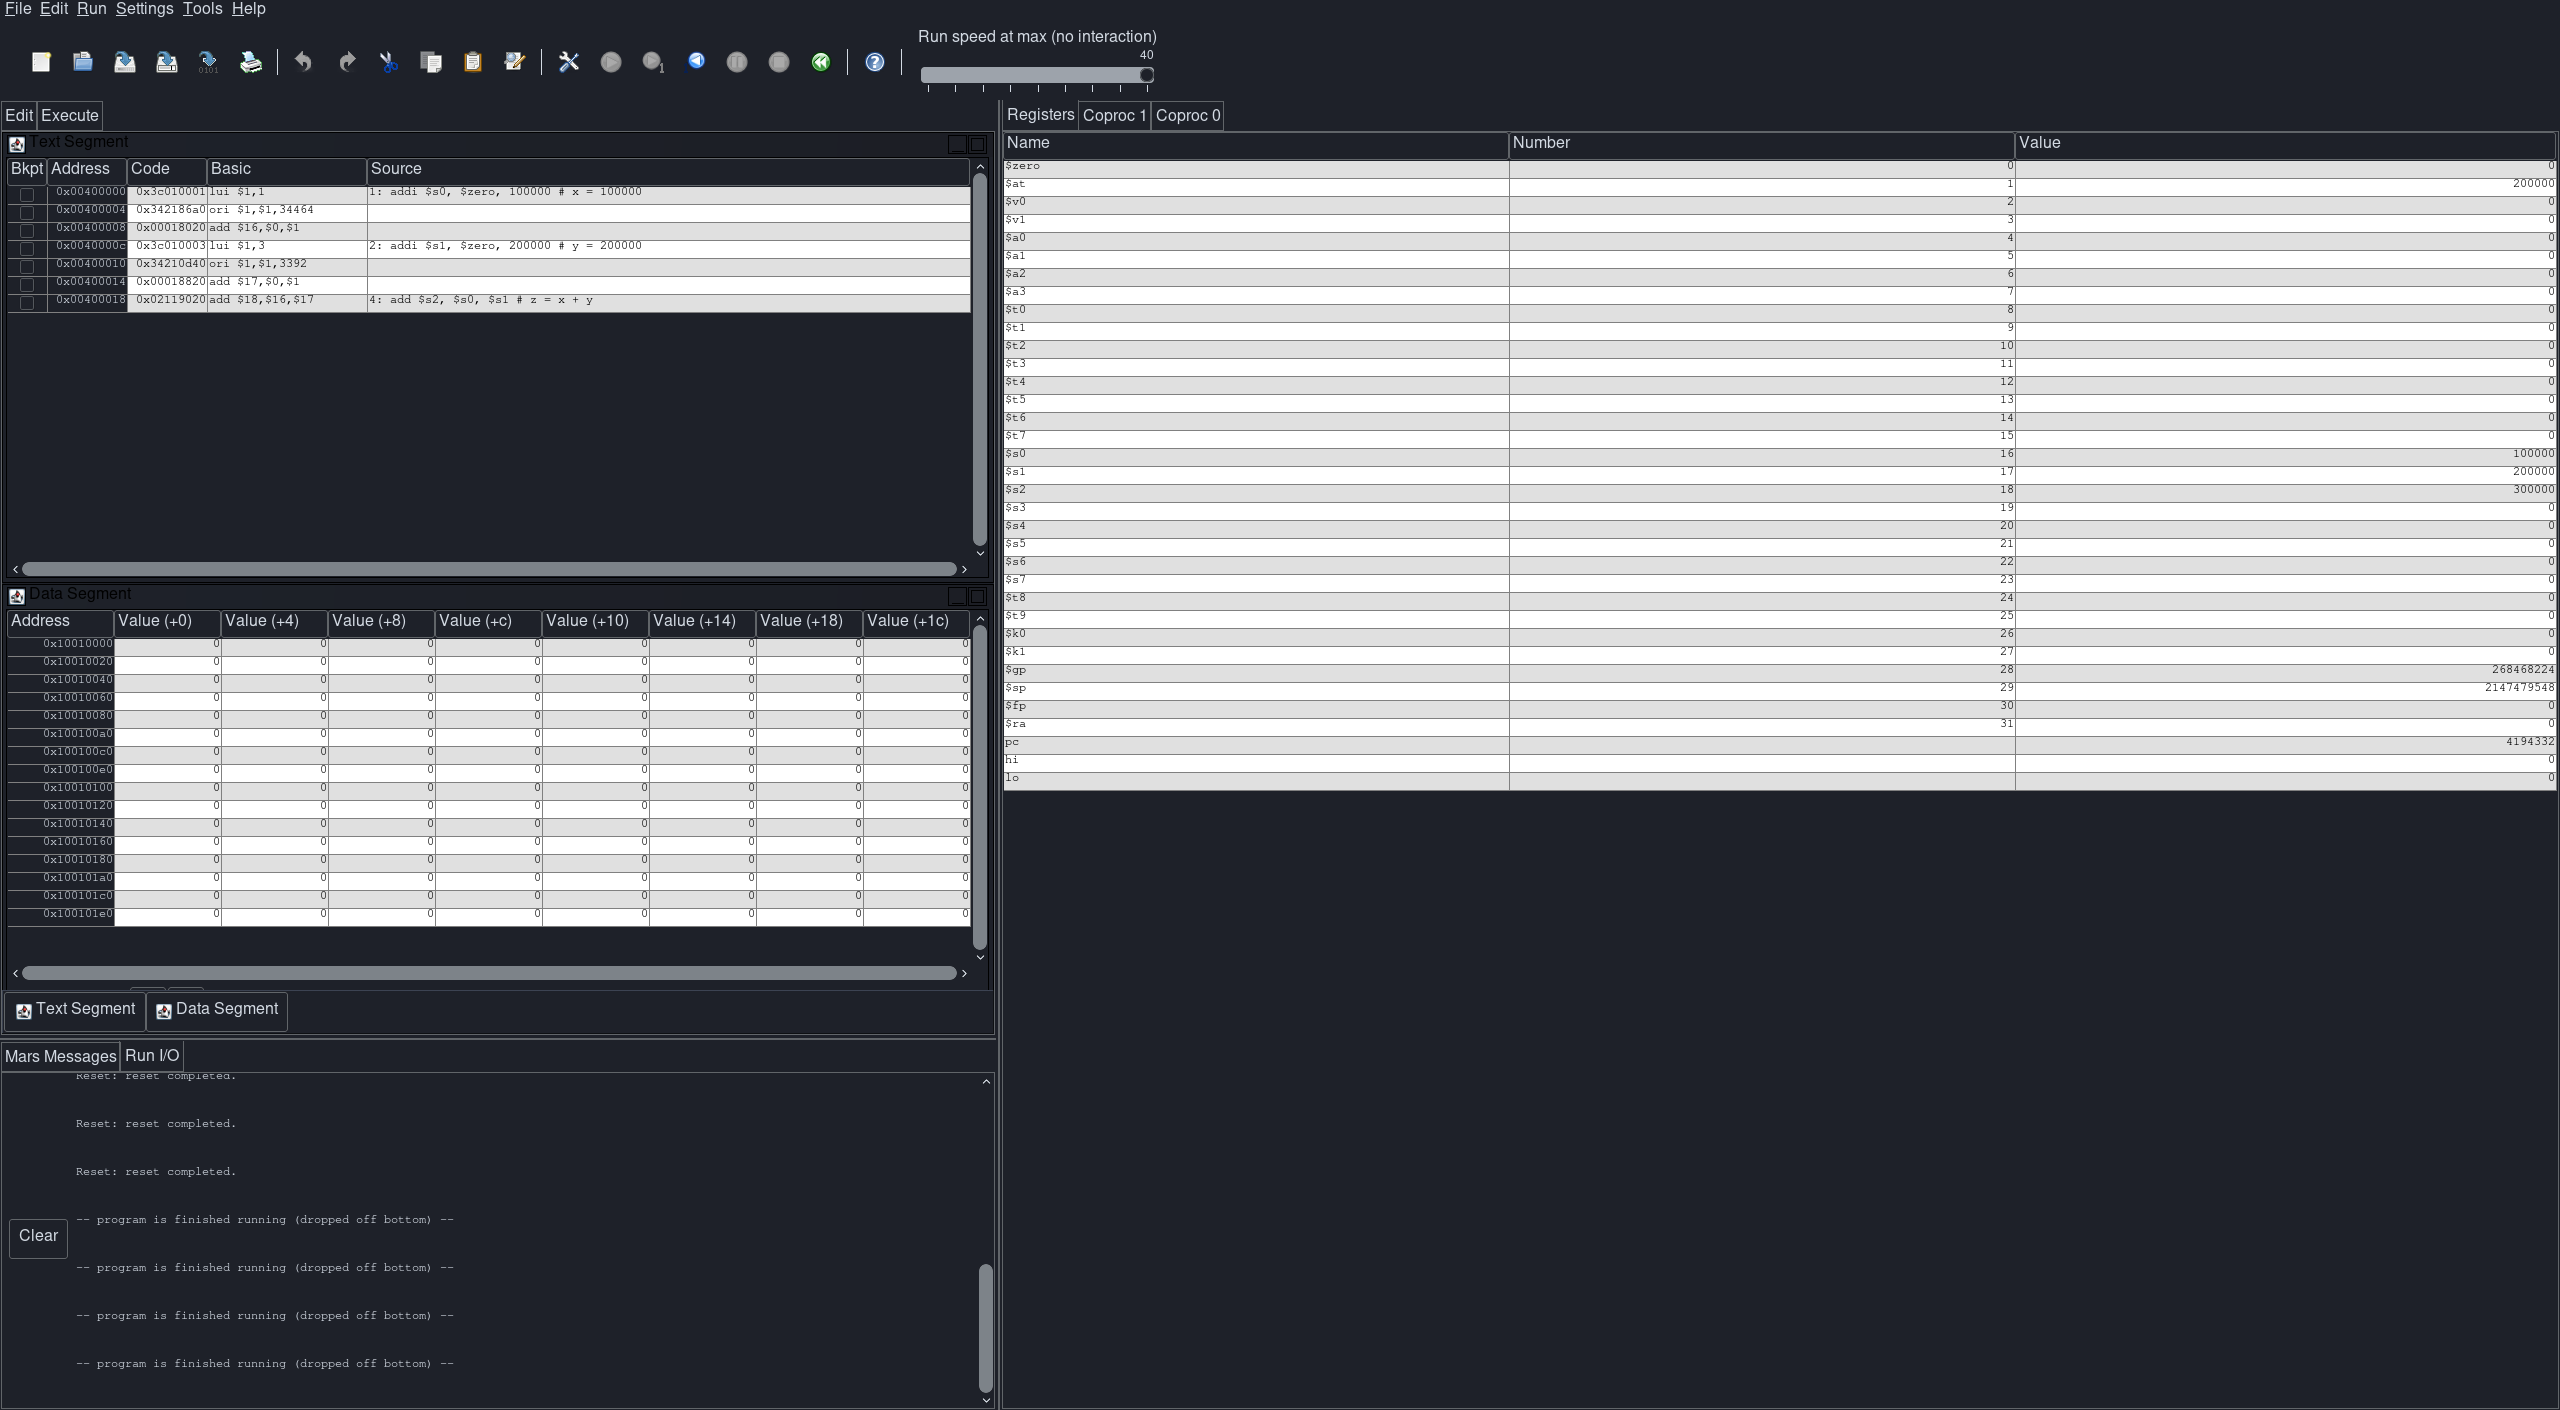 File Edit Run Settings Tools Help
Run speed at max (no interaction)
40
Edit Execute
Text Segment
Bkpt Address Code Basic Source
0x00400000 0x3c010001 lui $1,1 1: addi $s0, $zero, 100000 # x = 100000
0x00400004 0x342186a0 ori $1,$1,34464
0x00400008 0x00018020 add $16,$0,$1
0x0040000c 0x3c010003 lui $1,3 2: addi $s1, $zero, 200000 # y = 200000
0x00400010 0x34210d40 ori $1,$1,3392
0x00400014 0x00018820 add $17,$0,$1
0x00400018 0x02119020 add $18,$16,$17 4: add $s2, $s0, $s1 # z = x + y
Data Segment
Address Value (+0) Value (+4) Value (+8) Value (+c) Value (+10) Value (+14) Value (+18) Value (+1c)
0x10010000 0 0 0 0 0 0 0 0
0x10010020 0 0 0 0 0 0 0 0
0x10010040 0 0 0 0 0 0 0 0
0x10010060 0 0 0 0 0 0 0 0
0x10010080 0 0 0 0 0 0 0 0
0x100100a0 0 0 0 0 0 0 0 0
0x100100c0 0 0 0 0 0 0 0 0
0x100100e0 0 0 0 0 0 0 0 0
0x10010100 0 0 0 0 0 0 0 0
0x10010120 0 0 0 0 0 0 0 0
0x10010140 0 0 0 0 0 0 0 0
0x10010160 0 0 0 0 0 0 0 0
0x10010180 0 0 0 0 0 0 0 0
0x100101a0 0 0 0 0 0 0 0 0
0x100101c0 0 0 0 0 0 0 0 0
0x100101e0 0 0 0 0 0 0 0 0
Text Segment Data Segment
Mars Messages Run I/O
Reset: reset completed.
Reset: reset completed.
Reset: reset completed.
-- program is finished running (dropped off bottom) --
Clear
-- program is finished running (dropped off bottom) --
-- program is finished running (dropped off bottom) --
-- program is finished running (dropped off bottom) --
Registers Coproc 1 Coproc 0
Name Number Value
$zero 0 0
$at 1 200000
$v0 2 0
$v1 3 0
$a0 4 0
$a1 5 0
$a2 6 0
$a3 7 0
$t0 8 0
$t1 9 0
$t2 10 0
$t3 11 0
$t4 12 0
$t5 13 0
$t6 14 0
$t7 15 0
$s0 16 100000
$s1 17 200000
$s2 18 300000
$s3 19 0
$s4 20 0
$s5 21 0
$s6 22 0
$s7 23 0
$t8 24 0
$t9 25 0
$k0 26 0
$k1 27 0
$gp 28 268468224
$sp 29 2147479548
$fp 30 0
$ra 31 0
pc 4194332
hi 0
lo 0